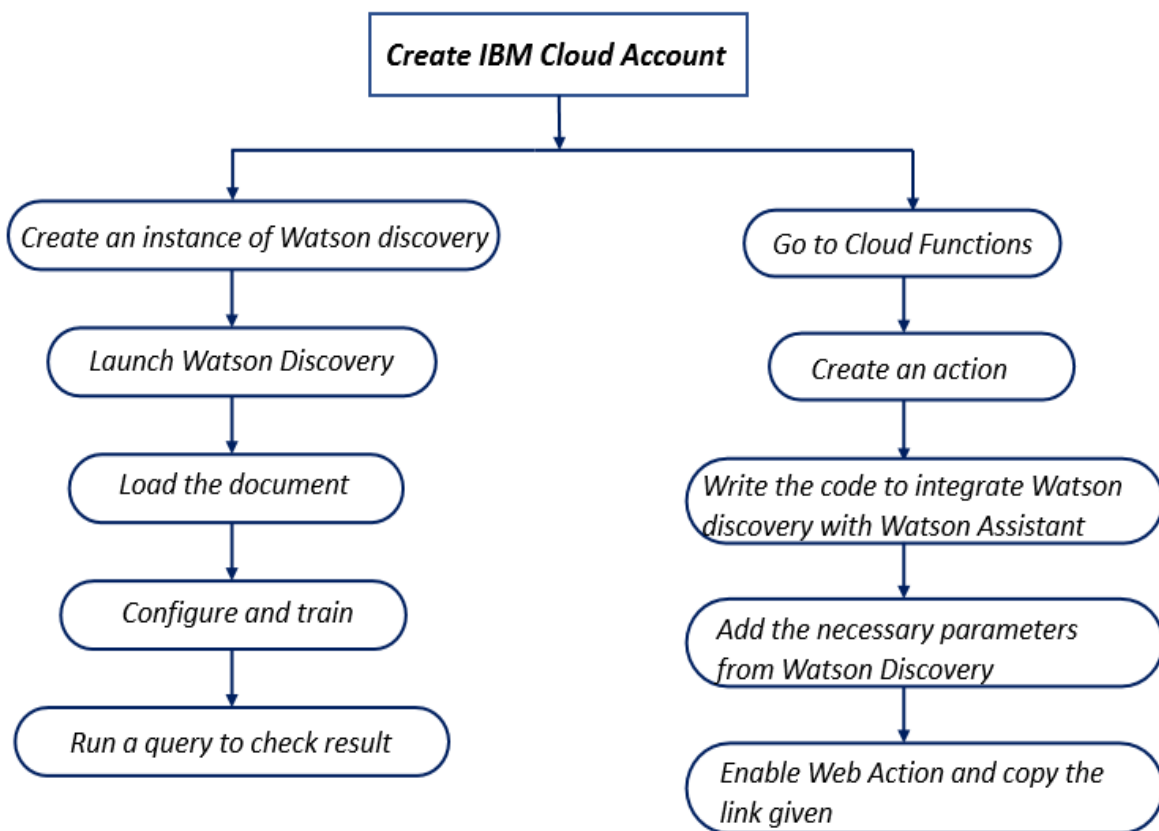 Create IBM Cloud Account
Create an instance of Watson discovery
Launch Watson Discovery
Load the document
Configure and train
Run a query to check result
Go to Cloud Functions
Create an action
Write the code to integrate Watson
discovery with Watson Assistant
Add the necessary parameters
from Watson Discovery
Enable Web Action and copy the
link given